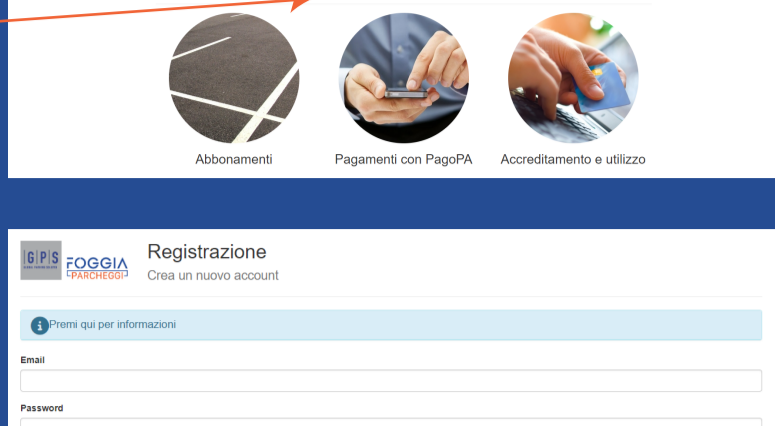 Abbonamenti Pagamenti con PagoPA Accreditamento e utilizzo
GPS FOGGIA PARCHEGGI
Registrazione
Crea un nuovo account
Premi qui per informazioni
Email
Password